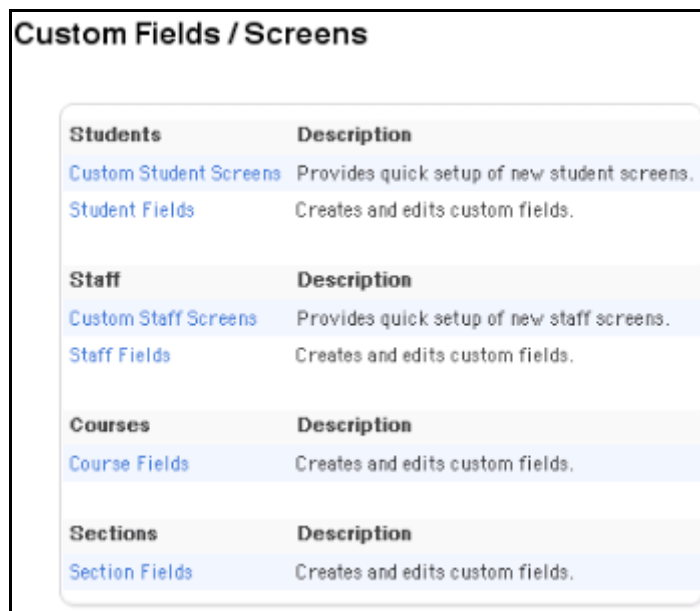 Custom Fields / Screens
Students Description
Custom Student Screens Provides quick setup of new student screens.
Student Fields Creates and edits custom fields.
Staff Description
Custom Staff Screens Provides quick setup of new staff screens.
Staff Fields Creates and edits custom fields.
Courses Description
Course Fields Creates and edits custom fields.
Sections Description
Section Fields Creates and edits custom fields.